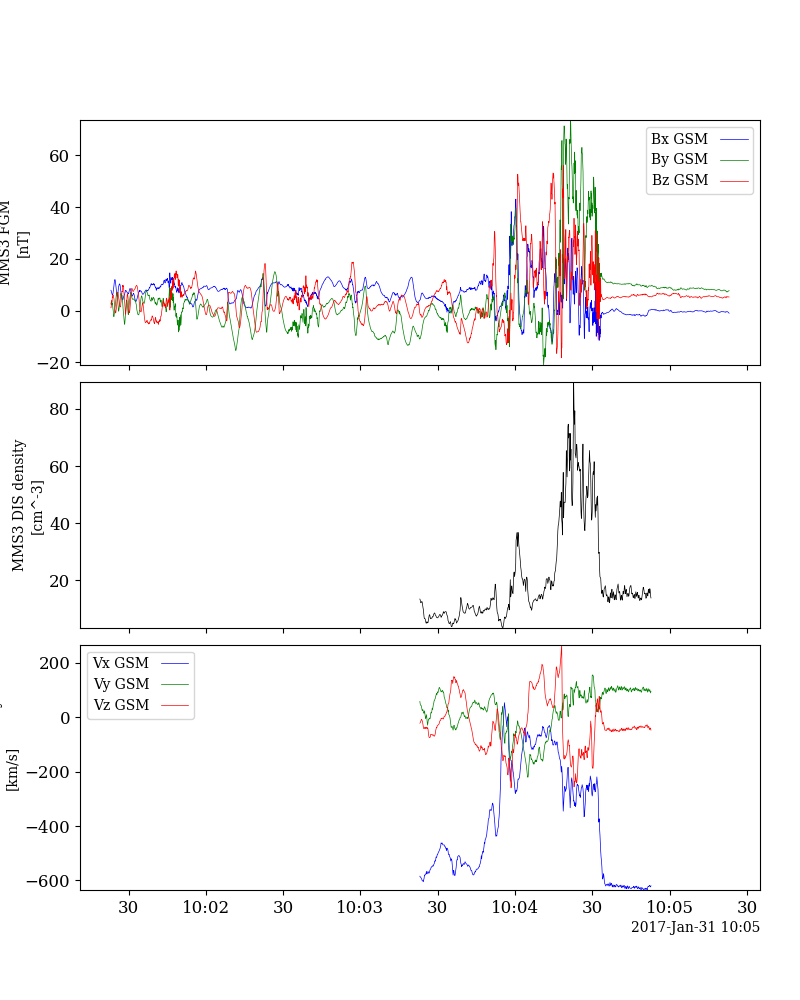 MMS3 FGM
[nT]
60
40
20
0
−20
Bx GSM
By GSM
Bz GSM
MMS3 DIS density
[cm^-3]
80
60
40
20
[km/s]
200
0
−200
−400
−600
Vx GSM
Vy GSM
Vz GSM
30 10:02 30 10:03 30 10:04 30 10:05 30
2017-Jan-31 10:05